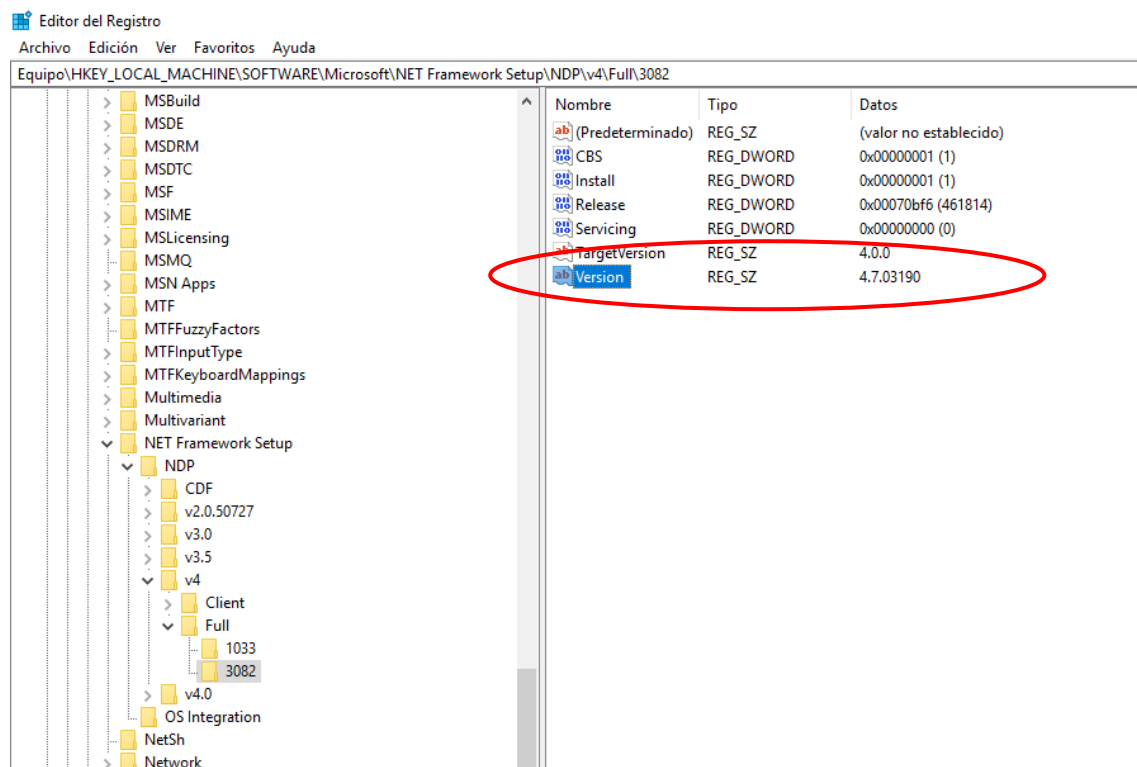 Editor del Registro
Archivo Edición Ver Favoritos Ayuda
Equipo\HKEY_LOCAL_MACHINE\SOFTWARE\Microsoft\NET Framework Setup\NDP\v4\Full\3082
MSBuild
MSDE
MSDRM
MSDTC
MSF
MSIME
MSLicensing
MSMQ
MSN Apps
MTF
MTFFuzzyFactors
MTFInputType
MTFKeyboardMappings
Multimedia
Multivariant
NET Framework Setup
NDP
CDF
v2.0.50727
v3.0
v3.5
v4
Client
Full
1033
3082
v4.0
OS Integration
NetSh
Network
Nombre Tipo Datos
(Predeterminado) REG_SZ (valor no establecido)
CBS REG_DWORD 0x00000001 (1)
Install REG_DWORD 0x00000001 (1)
Release REG_DWORD 0x00070bf6 (461814)
Servicing REG_DWORD 0x00000000 (0)
TargetVersion REG_SZ 4.0.0
Version REG_SZ 4.7.03190